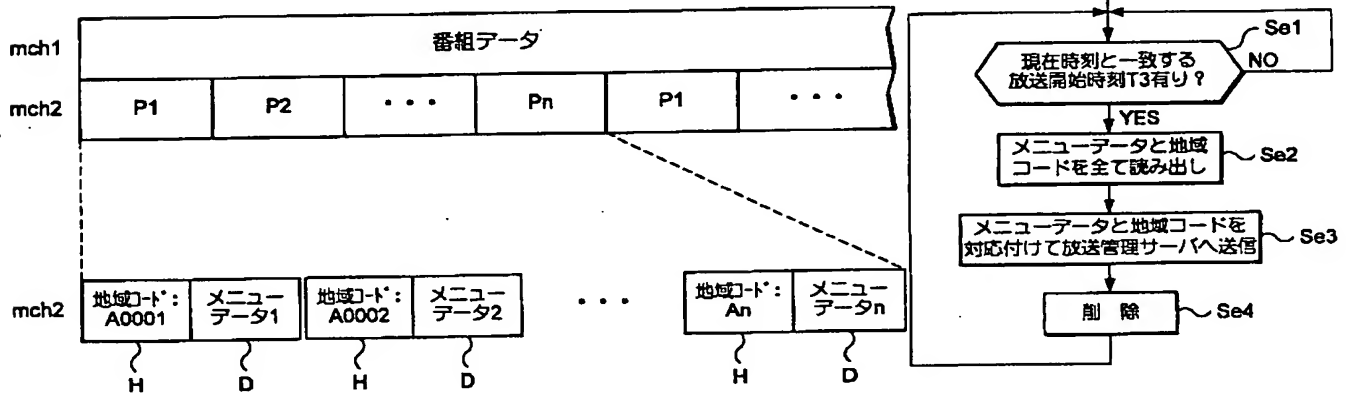 mch1
番組データ
mch2
P1
P2
・・・
Pn
P1
・・・
mch2
地域コード:
A0001
メニュー
データ1
地域コード:
A0002
メニュー
データ2
・・・
地域コード:
An
メニュー
データn
H
D
H
D
H
D
現在時刻と一致する
放送開始時刻T3有り?
Se1
NO
YES
メニューデータと地域
コードを全て読み出し
Se2
メニューデータと地域コードを
対応付けて放送管理サーバへ送信
Se3
削 除
Se4